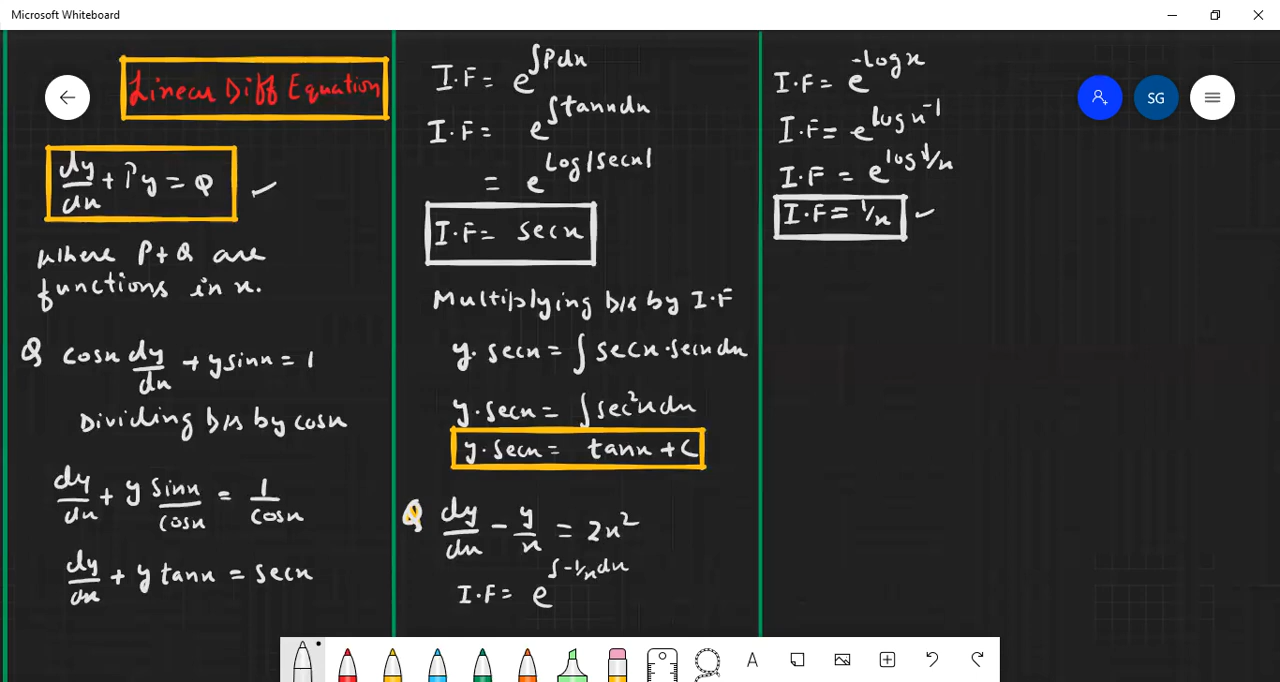 Microsoft Whiteboard
SG
Linear Diff Equation
dy/dx + Py = Q
where P + Q are
functions in x.
Q cosx dy/dx + y sinx = 1
Dividing b/s by cosx
dy/dx + y sinx/cosx = 1/cosx
dy/dx + y tanx = secx
I.F = e^∫Pdx
I.F = e^∫tanxdx
= e^Log|secx|
I.F = secx
Multiplying b/s by I.F
y. secx = ∫ secx.secxdx
y. secx = ∫ sec²xdx
y. secx = tanx + C
Q dy/dx - y/x = 2x²
I.F = e^∫-1/xdx
I.F = e^-logx
I.F = e^logx^-1
I.F = e^log1/x
I.F = 1/x
A